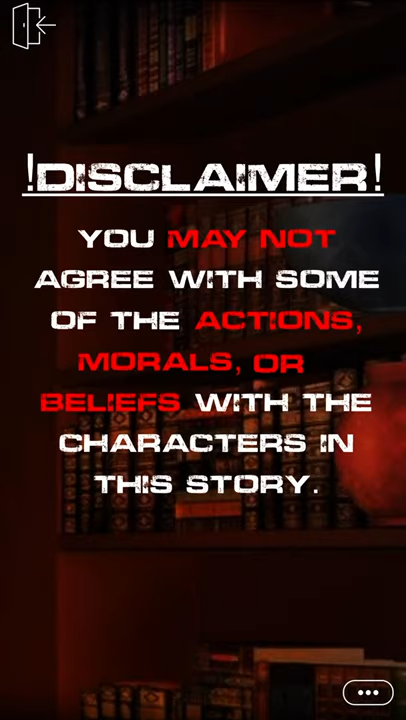 !DISCLAIMER!
YOU MAY NOT
AGREE WITH SOME
OF THE ACTIONS,
MORALS, OR
BELIEFS WITH THE
CHARACTERS IN
THIS STORY.